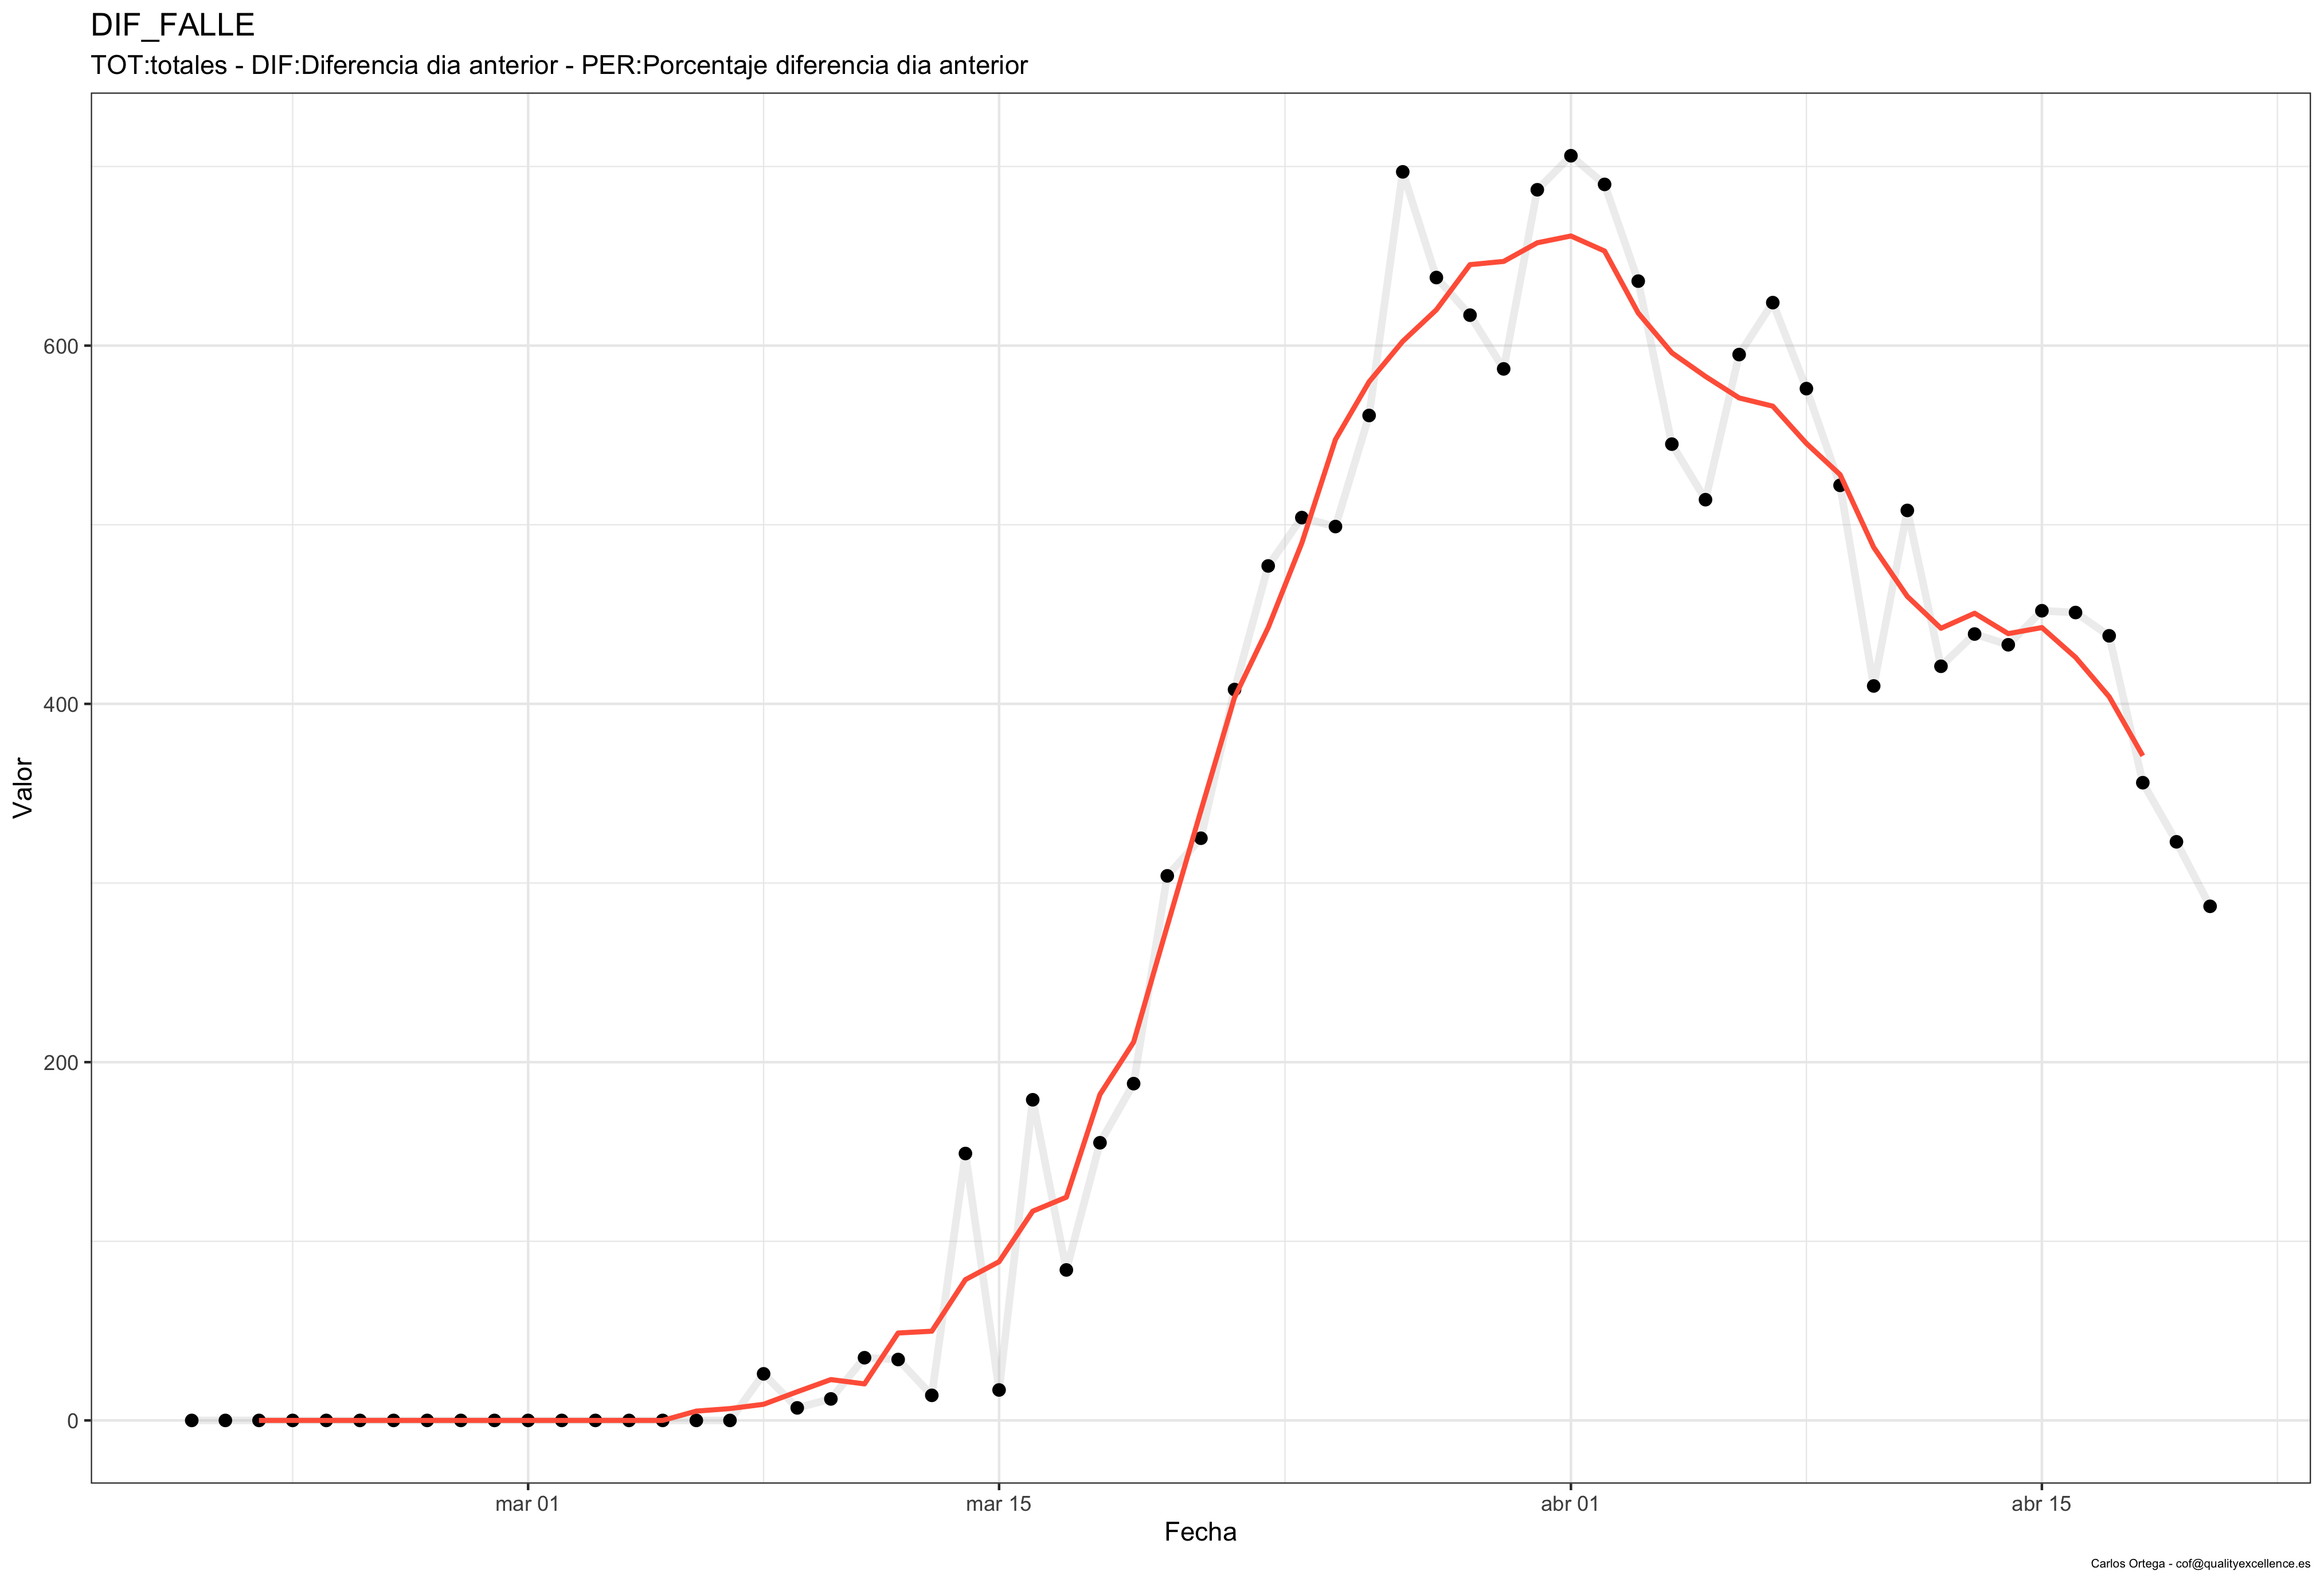 DIF_FALLE
TOT:totales - DIF:Diferencia dia anterior - PER:Porcentaje diferencia dia anterior
Valor
600
400
200
0
mar 01
mar 15
abr 01
abr 15
Fecha
Carlos Ortega - cof@qualityexcellence.es